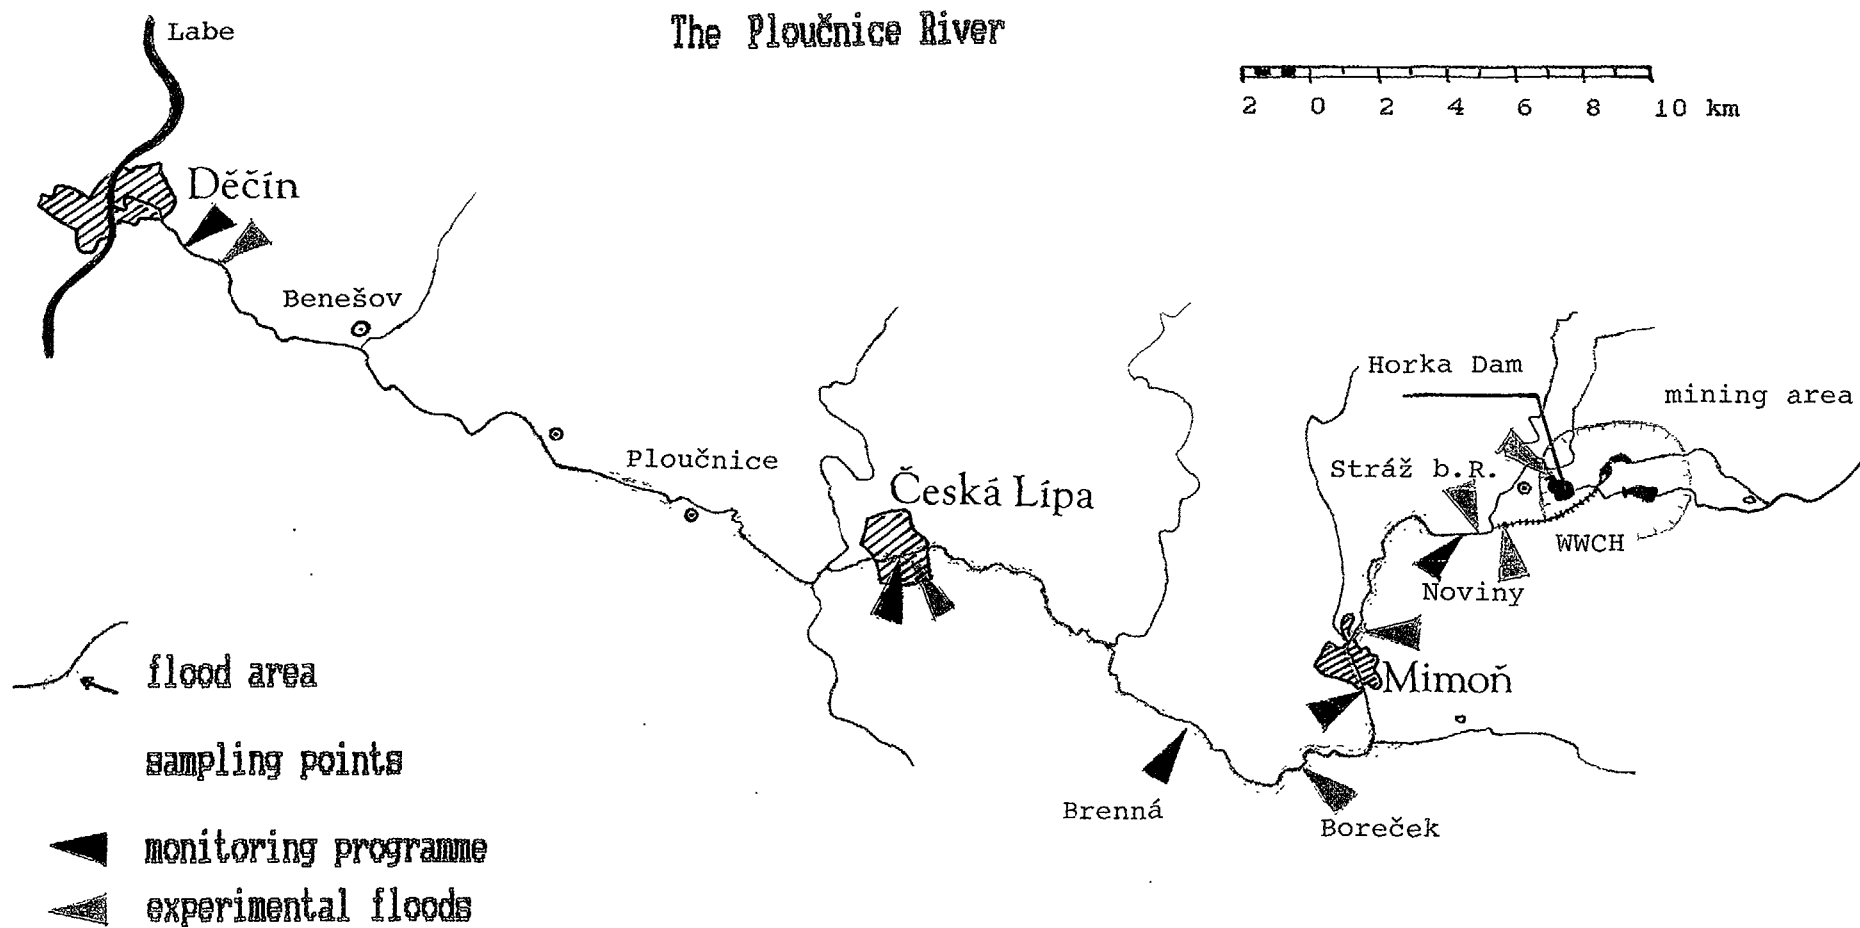 The Ploučnice River
Labe
2 0 2 4 6 8 10 km
Děčín
Benešov
Horka Dam
mining area
Ploučnice
Stráž b.R.
Česká Lípa
WWCH
Noviny
Mimoň
Brenná
Boreček
flood area
sampling points
monitoring programme
experimental floods